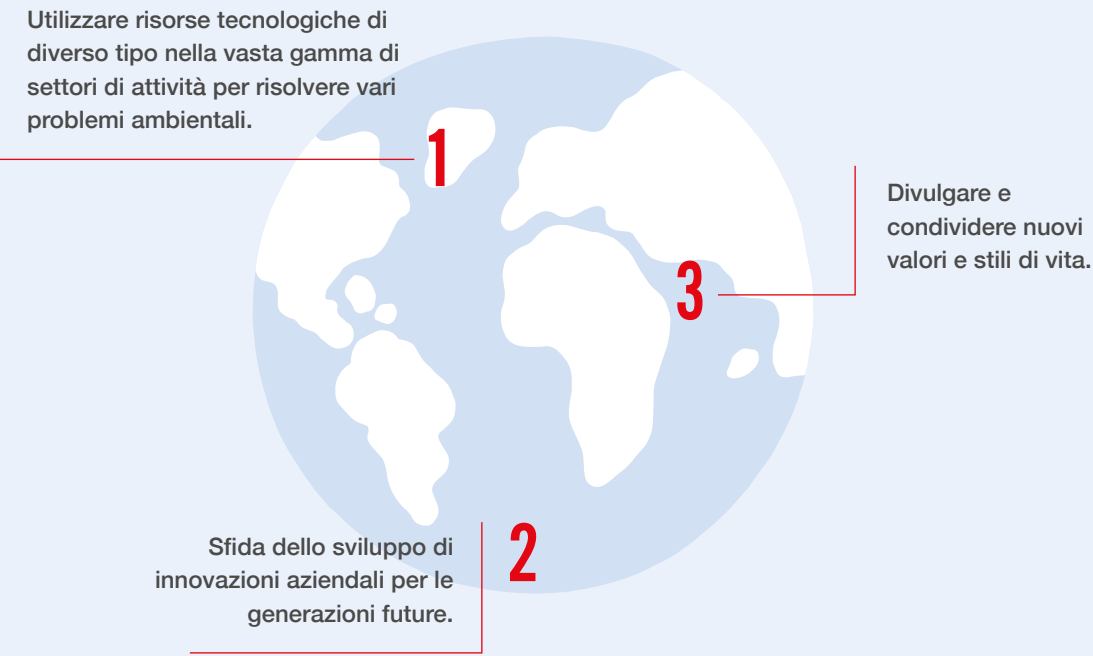 Utilizzare risorse tecnologiche di
diverso tipo nella vasta gamma di
settori di attività per risolvere vari
problemi ambientali.
1
Divulgare e
condividere nuovi
valori e stili di vita.
3
Sfida dello sviluppo di
innovazioni aziendali per le
generazioni future.
2